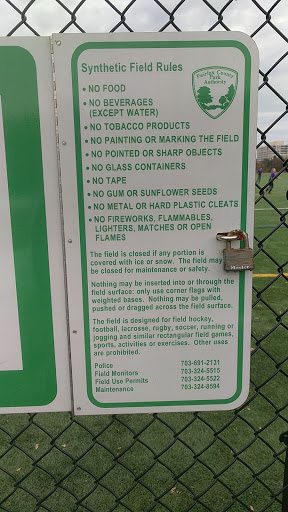 Synthetic Field Rules
Fairfax County
Park
Authority
• NO FOOD
• NO BEVERAGES
(EXCEPT WATER)
• NO TOBACCO PRODUCTS
• NO PAINTING OR MARKING THE FIELD
• NO POINTED OR SHARP OBJECTS
• NO GLASS CONTAINERS
• NO TAPE
• NO GUM OR SUNFLOWER SEEDS
• NO METAL OR HARD PLASTIC CLEATS
• NO FIREWORKS, FLAMMABLES,
LIGHTERS, MATCHES OR OPEN
FLAMES
The field is closed if any portion is
covered with ice or snow. The field may
be closed for maintenance or safety.
Nothing may be inserted into or through the
field surface: only use corner flags with
weighted bases. Nothing may be pulled,
pushed or dragged across the field surface.
The field is designed for field hockey,
football, lacrosse, rugby, soccer, running or
jogging and similar rectangular field games,
sports, activities or exercises. Other uses
are prohibited.
Police 703-691-2131
Field Monitors 703-324-5515
Field Use Permits 703-324-5522
Maintenance 703-324-8594
Master